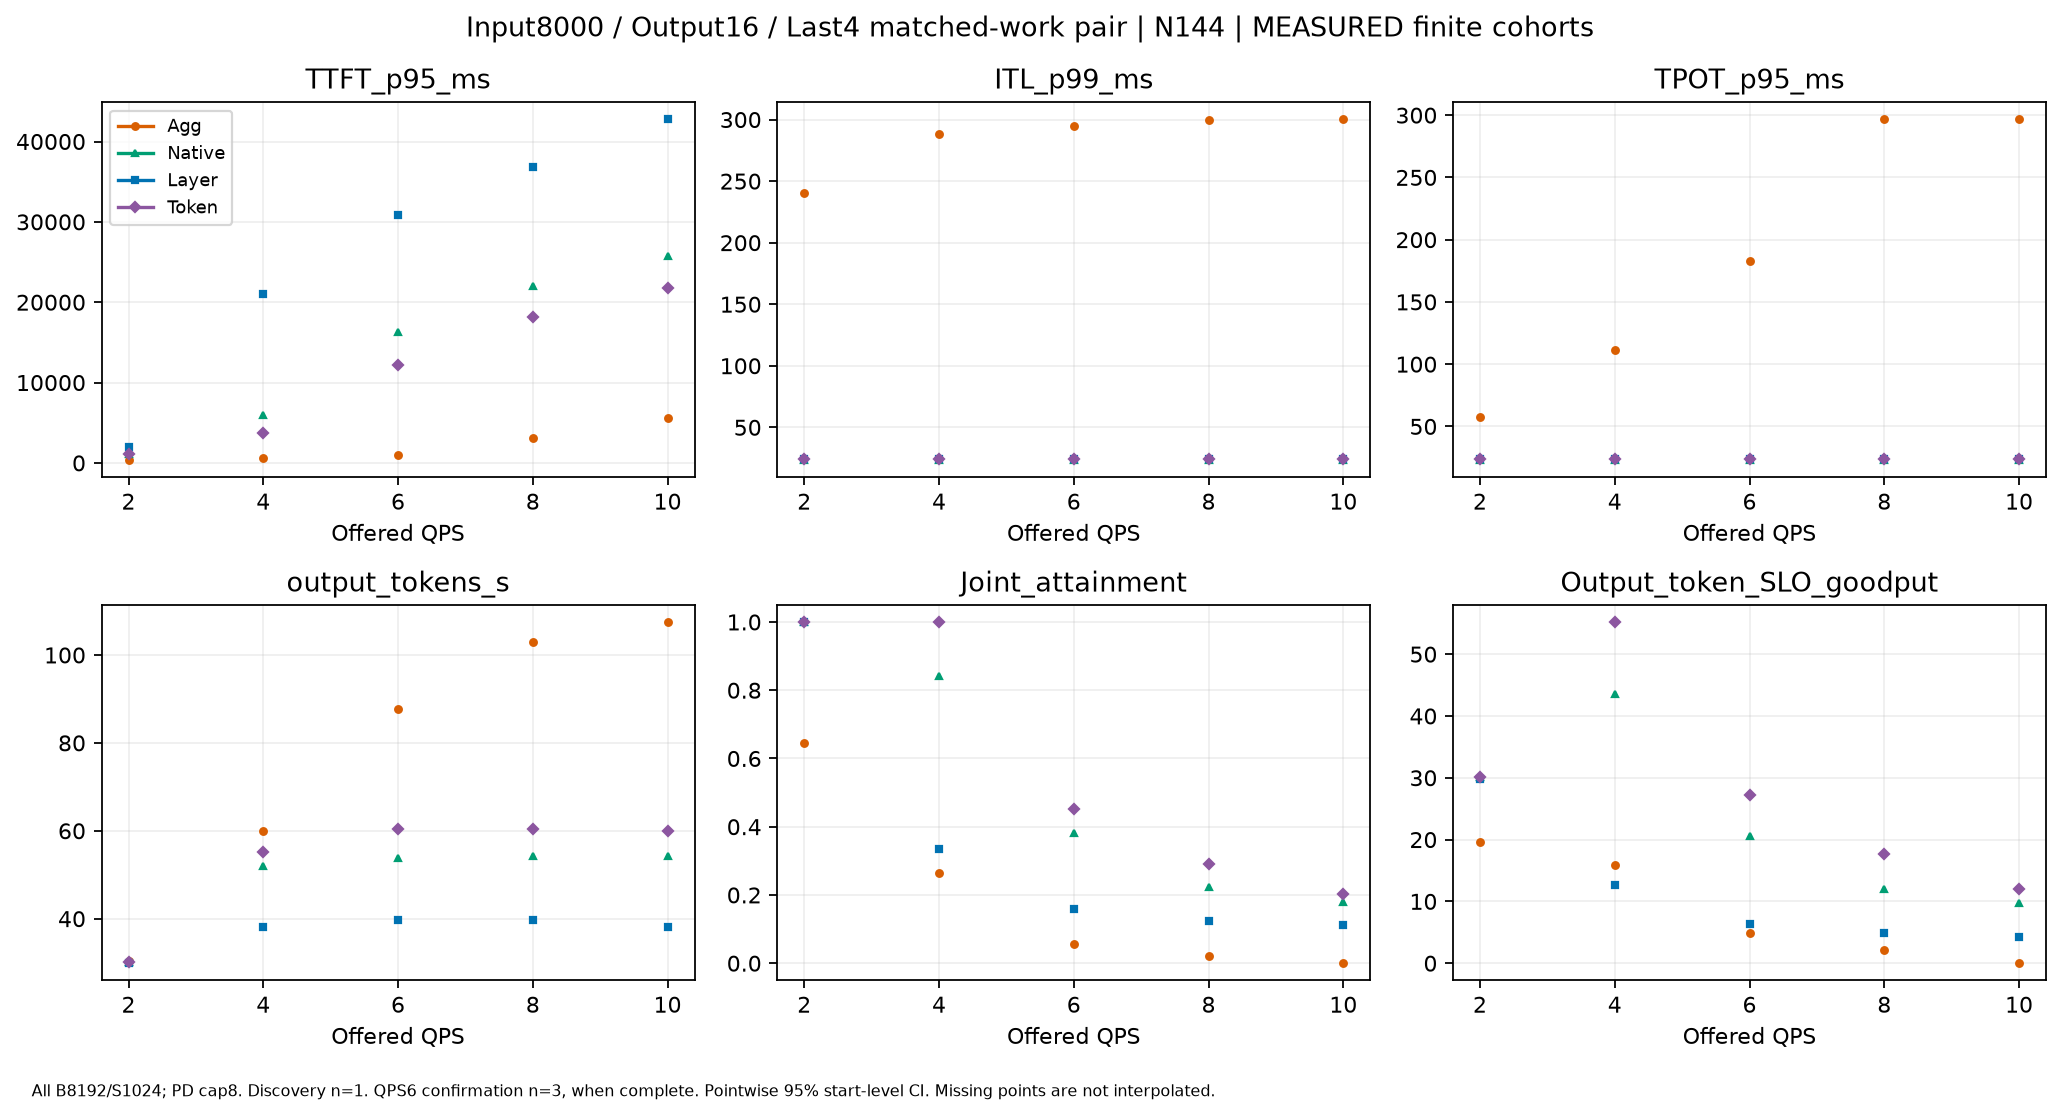 Input8000 / Output16 / Last4 matched-work pair | N144 | MEASURED finite cohorts
TTFT_p95_ms
40000
30000
20000
10000
0
2 4 6 8 10
Offered QPS
Agg
Native
Layer
Token
ITL_p99_ms
300
250
200
150
100
50
2 4 6 8 10
Offered QPS
TPOT_p95_ms
300
250
200
150
100
50
2 4 6 8 10
Offered QPS
output_tokens_s
100
80
60
40
2 4 6 8 10
Offered QPS
Joint_attainment
1.0
0.8
0.6
0.4
0.2
0.0
2 4 6 8 10
Offered QPS
Output_token_SLO_goodput
50
40
30
20
10
0
2 4 6 8 10
Offered QPS
All B8192/S1024; PD cap8. Discovery n=1. QPS6 confirmation n=3, when complete. Pointwise 95% start-level CI. Missing points are not interpolated.